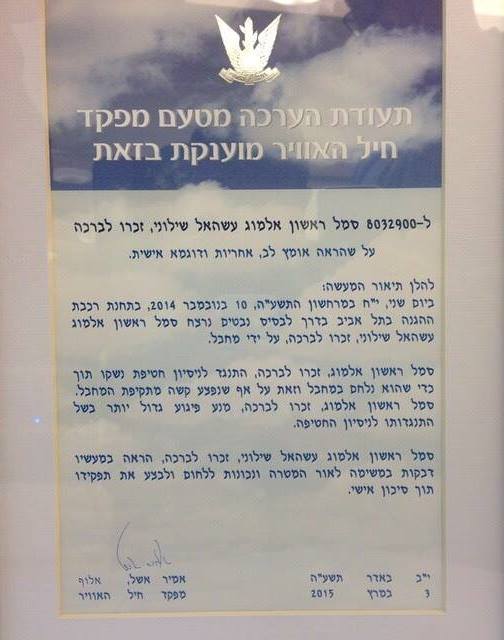 תעודת הערכה מטעם מפקד
חיל האוויר מוענקת בזאת
ל-8032900 סמל ראשון אלמוג עשהאל שילוני, זכרו לברכה
על שהראה אומץ לב, אחריות ודוגמא אישית.
להלן תיאור המעשה:
ביום שני, י"ח במרחשון התשע"ה, 10 בנובמבר 2014, בתחנת רכבת
ההגנה בתל אביב בדרך לבסיס נבטים נרצח סמל ראשון אלמוג
עשהאל שילוני, זכרו לברכה, על ידי מחבל.
סמל ראשון אלמוג, זכרו לברכה, התנגד לניסיון חטיפת נשקו תוך
כדי שהוא נלחם במחבל וזאת על אף שנפצע קשה מתקיפת המחבל.
סמל ראשון אלמוג, זכרו לברכה, מנע פיגוע גדול יותר בשל
התנגדותו לניסיון החטיפה.
סמל ראשון אלמוג עשהאל שילוני, זכרו לברכה, הראה במעשיו
דבקות במשימה לאור המטרה ונכונות ללחום ולבצע את תפקידו
תוך סיכון אישי.
י"ב באדר תשע"ה
3 במרץ 2015
אמיר אשל, אלוף
מפקד חיל האוויר